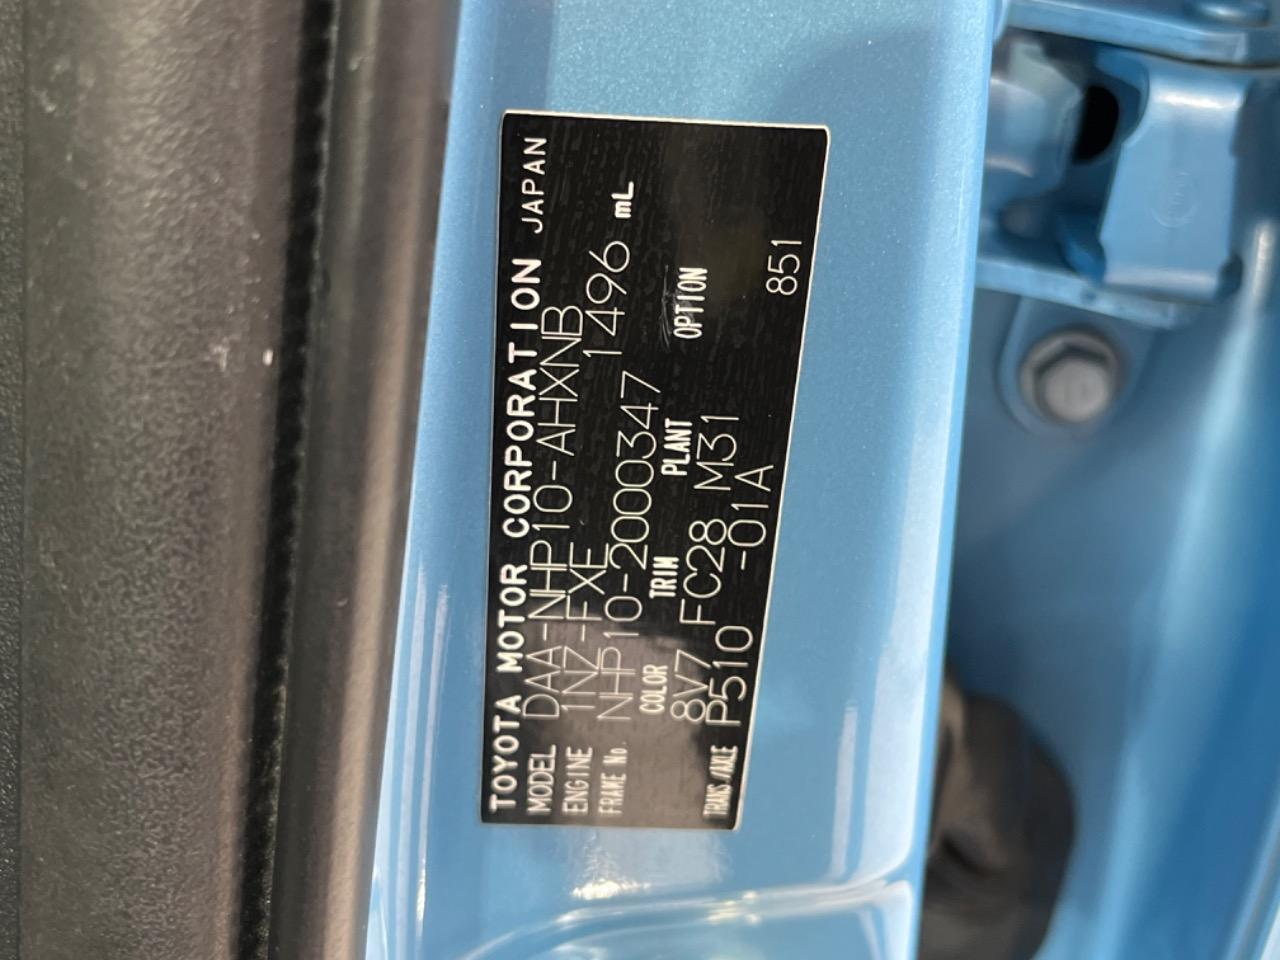 TOYOTA MOTOR CORPORATION JAPAN
MODEL DAA-NHP10-AHXNB
ENGINE 1NZ-FXE 1496 mL
FRAME No. NHP10-2000347
COLOR TRIM PLANT OPTION
8V7 FC28 M31
TRANS./AXLE P510 -01A 851